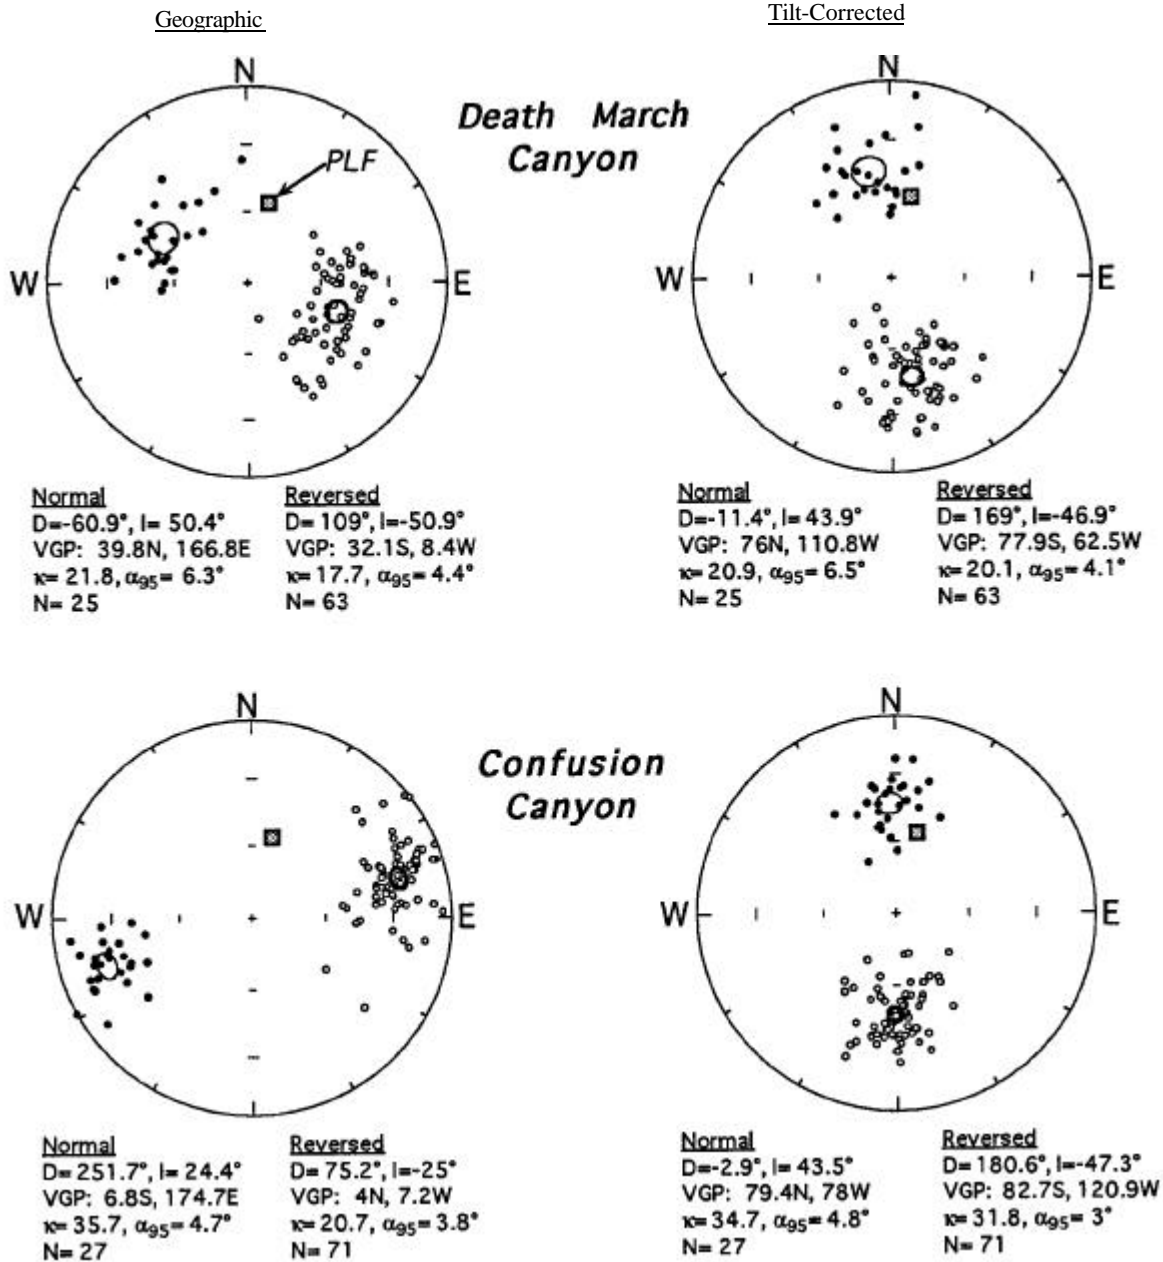 Geographic
Tilt-Corrected
N
N
Death March
Canyon
PLF
W
E
W
E
Normal
D=-60.9°, I= 50.4°
VGP: 39.8N, 166.8E
κ= 21.8, α95= 6.3°
N= 25
Reversed
D= 109°, I=-50.9°
VGP: 32.1S, 8.4W
κ= 17.7, α95= 4.4°
N= 63
Normal
D=-11.4°, I= 43.9°
VGP: 76N, 110.8W
κ= 20.9, α95= 6.5°
N= 25
Reversed
D= 169°, I=-46.9°
VGP: 77.9S, 62.5W
κ= 20.1, α95= 4.1°
N= 63
N
N
Confusion
Canyon
W
E
W
E
Normal
D= 251.7°, I= 24.4°
VGP: 6.8S, 174.7E
κ= 35.7, α95= 4.7°
N= 27
Reversed
D= 75.2°, I=-25°
VGP: 4N, 7.2W
κ= 20.7, α95= 3.8°
N= 71
Normal
D=-2.9°, I= 43.5°
VGP: 79.4N, 78W
κ= 34.7, α95= 4.8°
N= 27
Reversed
D= 180.6°, I=-47.3°
VGP: 82.7S, 120.9W
κ= 31.8, α95= 3°
N= 71